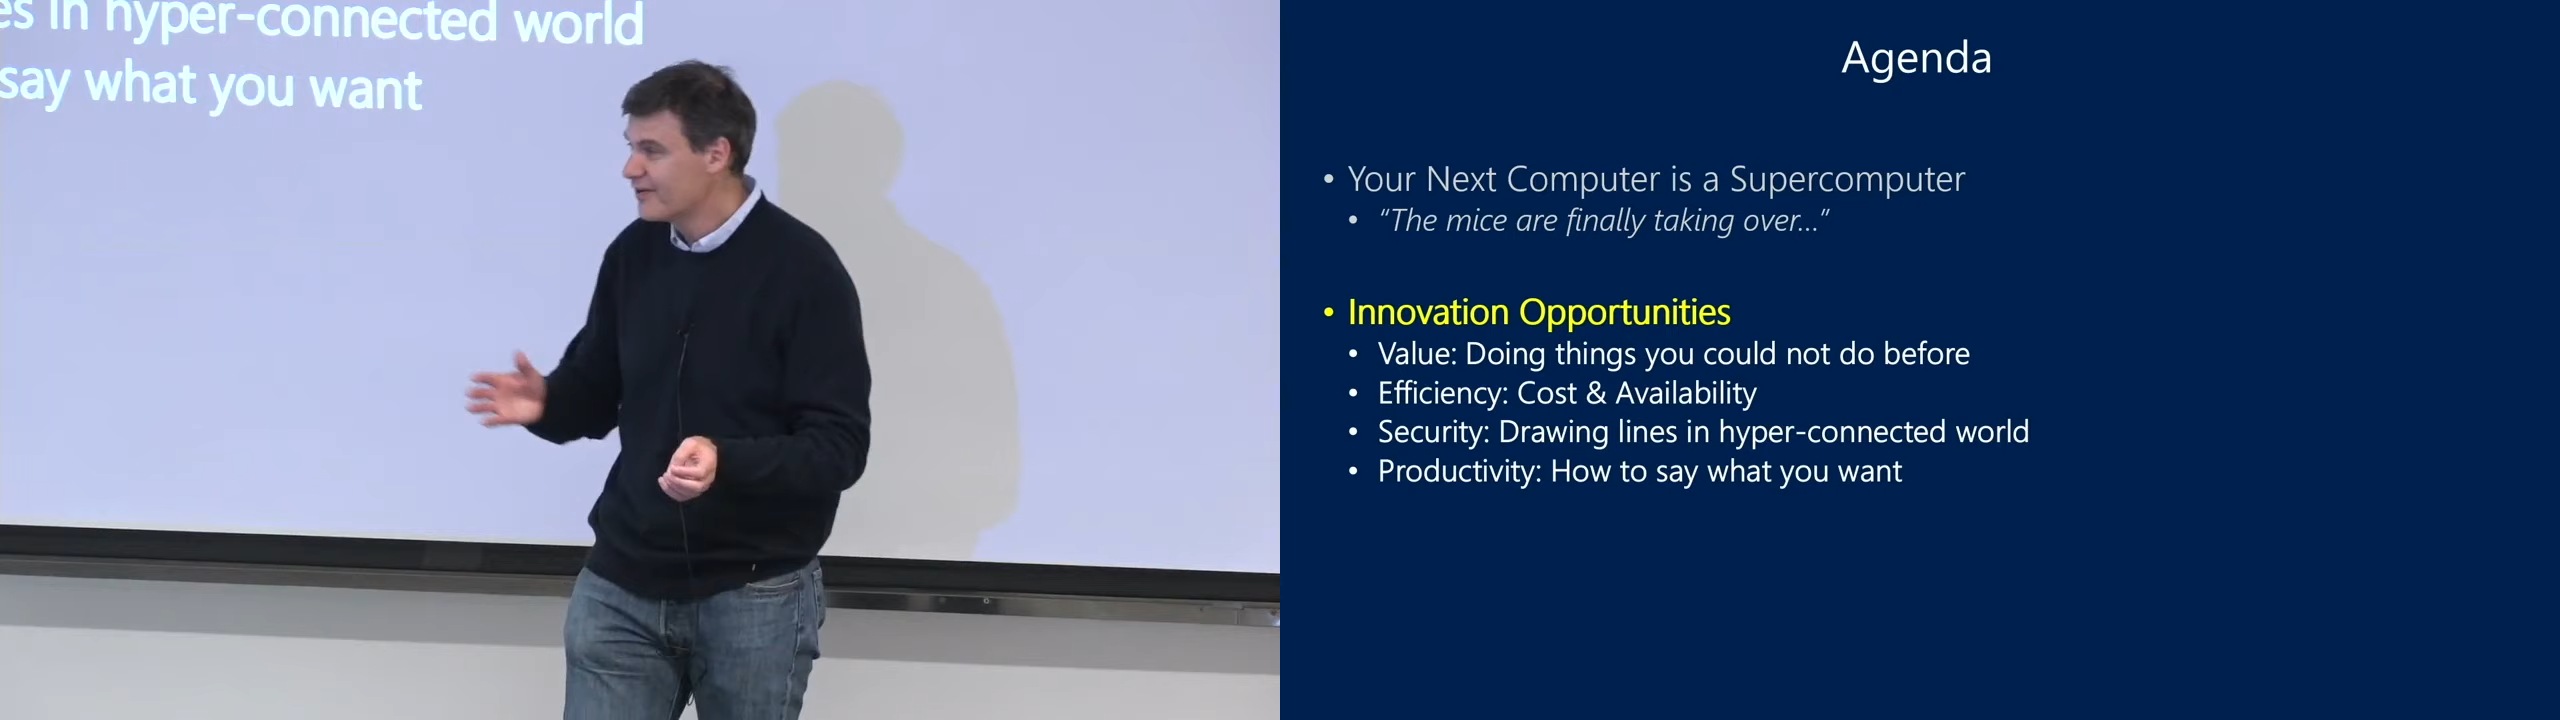 es in hyper-connected world
say what you want
Agenda
• Your Next Computer is a Supercomputer
• “The mice are finally taking over...”
• Innovation Opportunities
• Value: Doing things you could not do before
• Efficiency: Cost & Availability
• Security: Drawing lines in hyper-connected world
• Productivity: How to say what you want